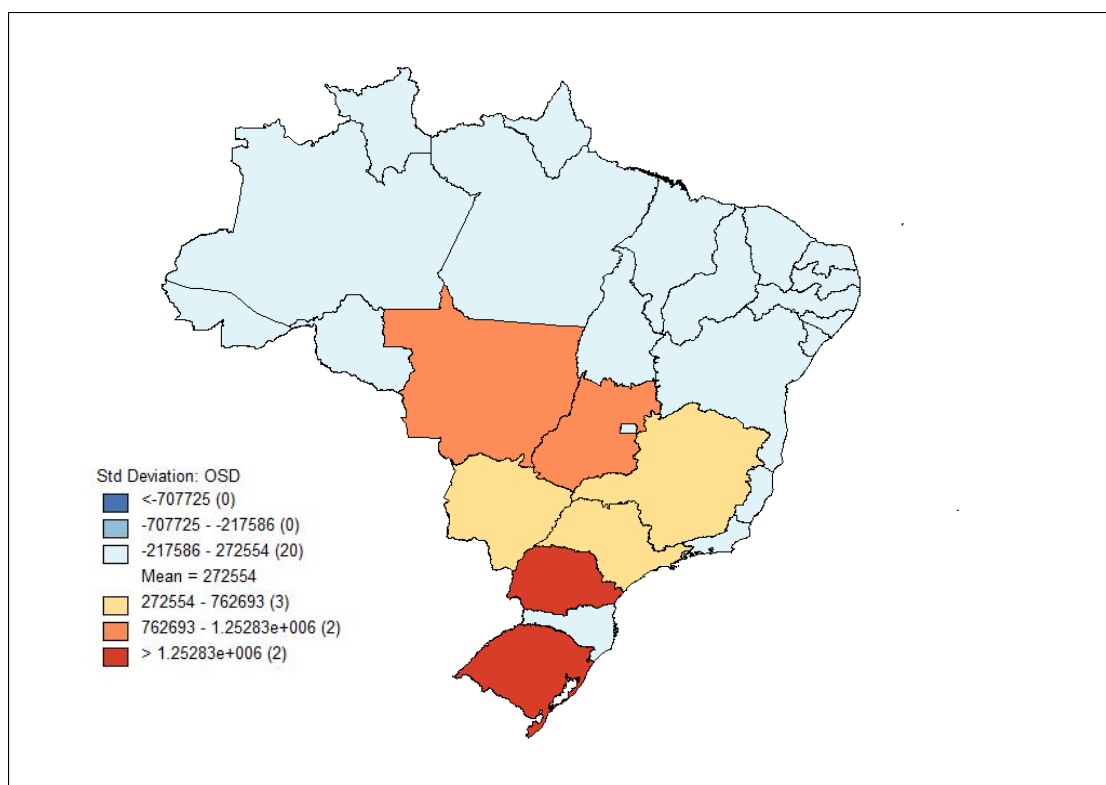 Std Deviation: OSD
<-707725 (0)
-707725 - -217586 (0)
-217586 - 272554 (20)
Mean = 272554
272554 - 762693 (3)
762693 - 1.25283e+006 (2)
> 1.25283e+006 (2)